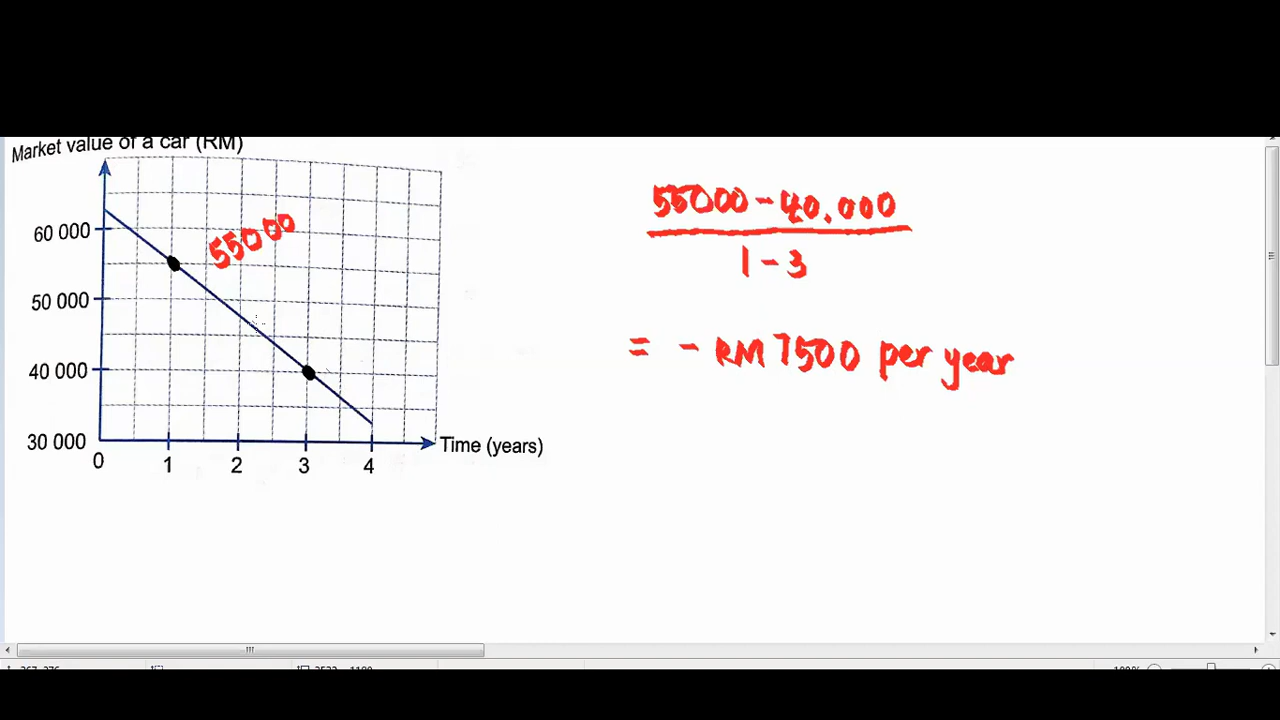 Market value of a car (RM)
60 000
50 000
40 000
30 000
0 1 2 3 4
Time (years)
55000
55000 - 40,000
1 - 3
= - RM 7500 per year